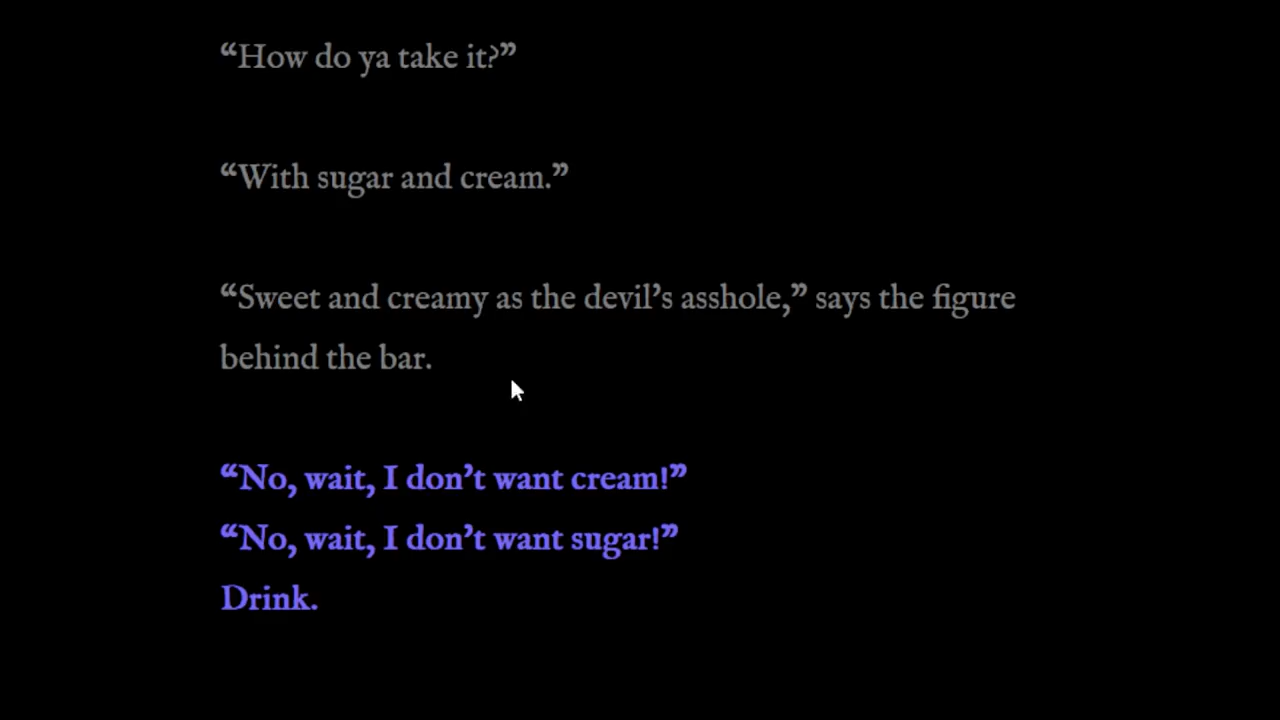 “How do ya take it?”
“With sugar and cream.”
“Sweet and creamy as the devil’s asshole,” says the figure
behind the bar.
“No, wait, I don’t want cream!”
“No, wait, I don’t want sugar!”
Drink.